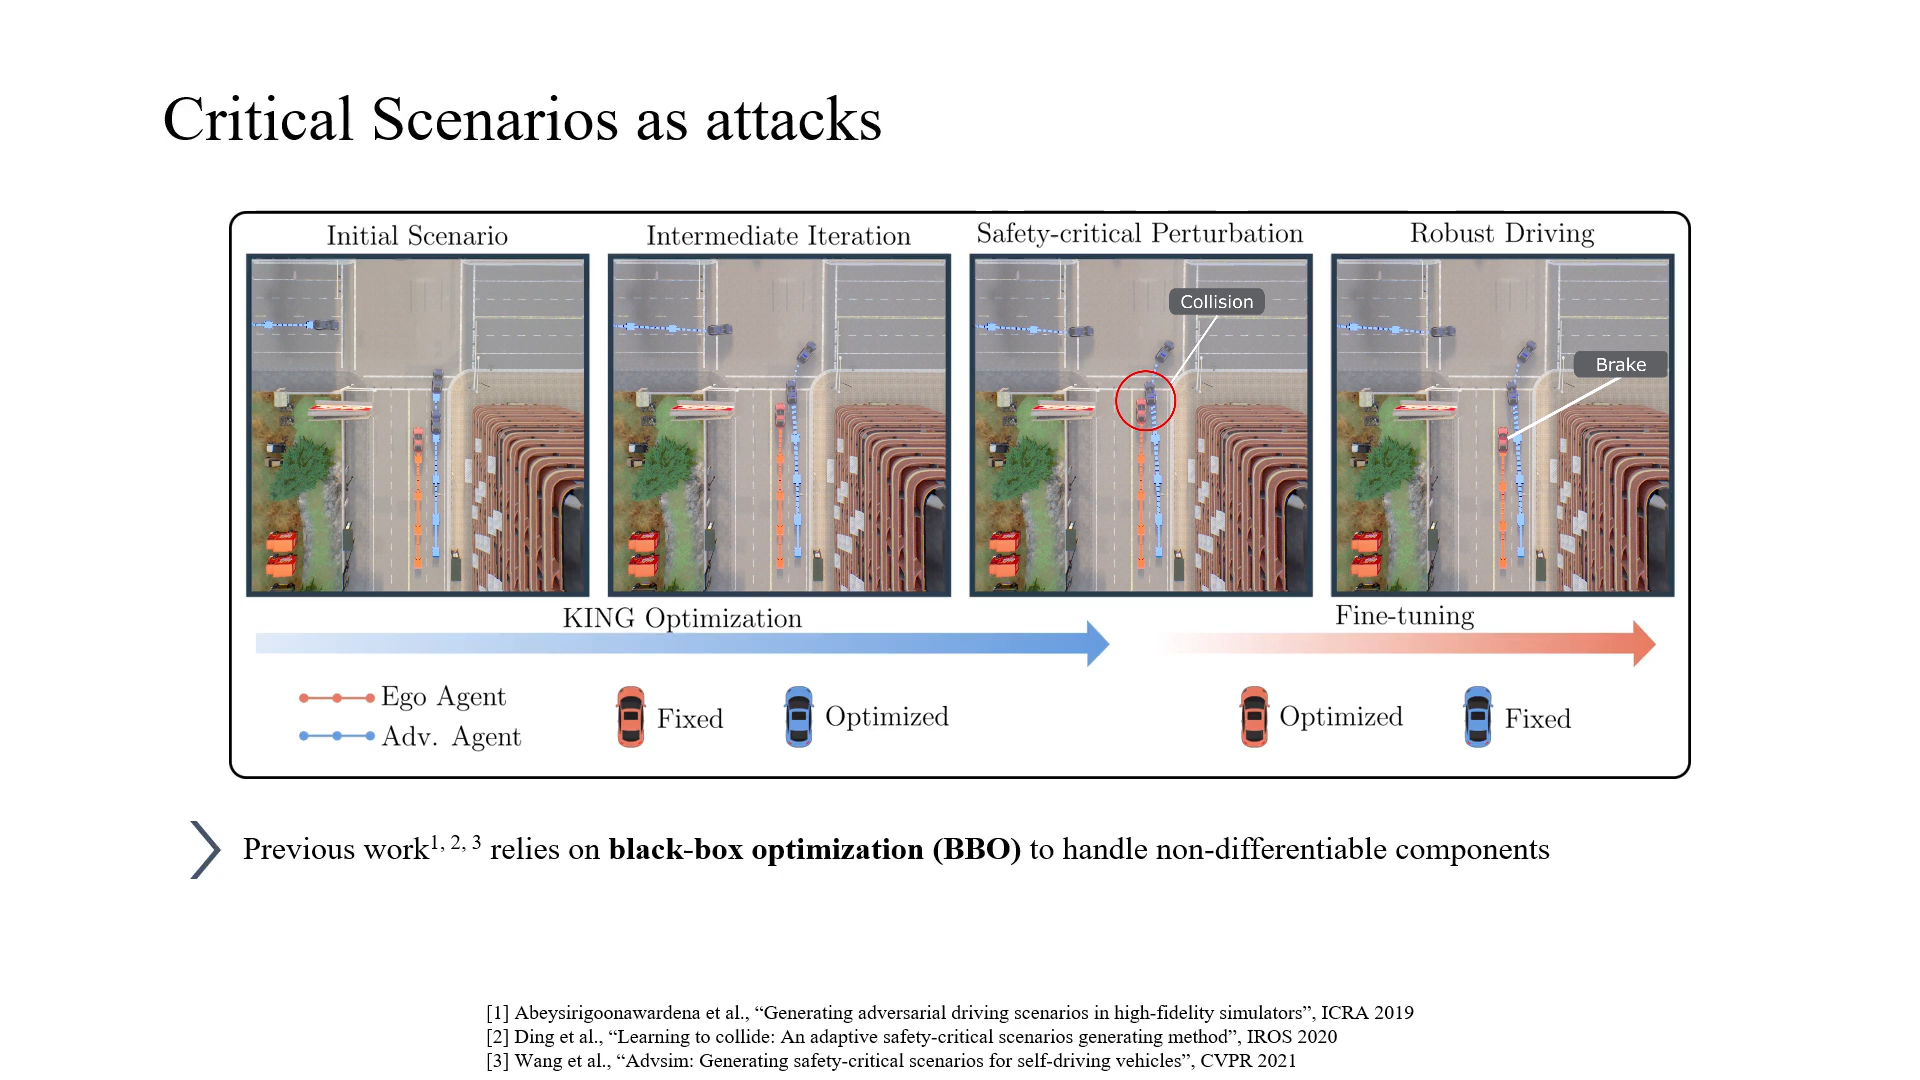 Critical Scenarios as attacks
Initial Scenario
Intermediate Iteration
Safety-critical Perturbation
Robust Driving
Collision
Brake
KING Optimization
Fine-tuning
Ego Agent
Adv. Agent
Fixed
Optimized
Optimized
Fixed
Previous work1, 2, 3 relies on black-box optimization (BBO) to handle non-differentiable components
[1] Abeysirigoonawardena et al., “Generating adversarial driving scenarios in high-fidelity simulators”, ICRA 2019
[2] Ding et al., “Learning to collide: An adaptive safety-critical scenarios generating method”, IROS 2020
[3] Wang et al., “Advsim: Generating safety-critical scenarios for self-driving vehicles”, CVPR 2021